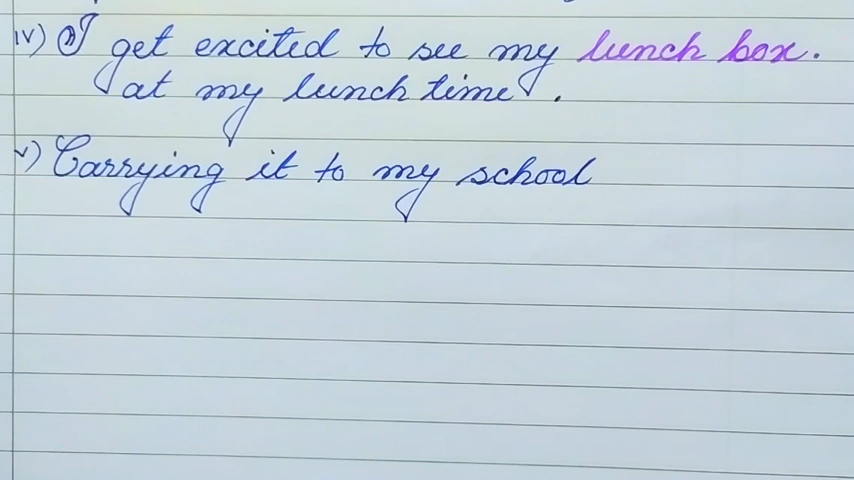 iv) I get excited to see my lunch box.
at my lunch time.
v) Carrying it to my school